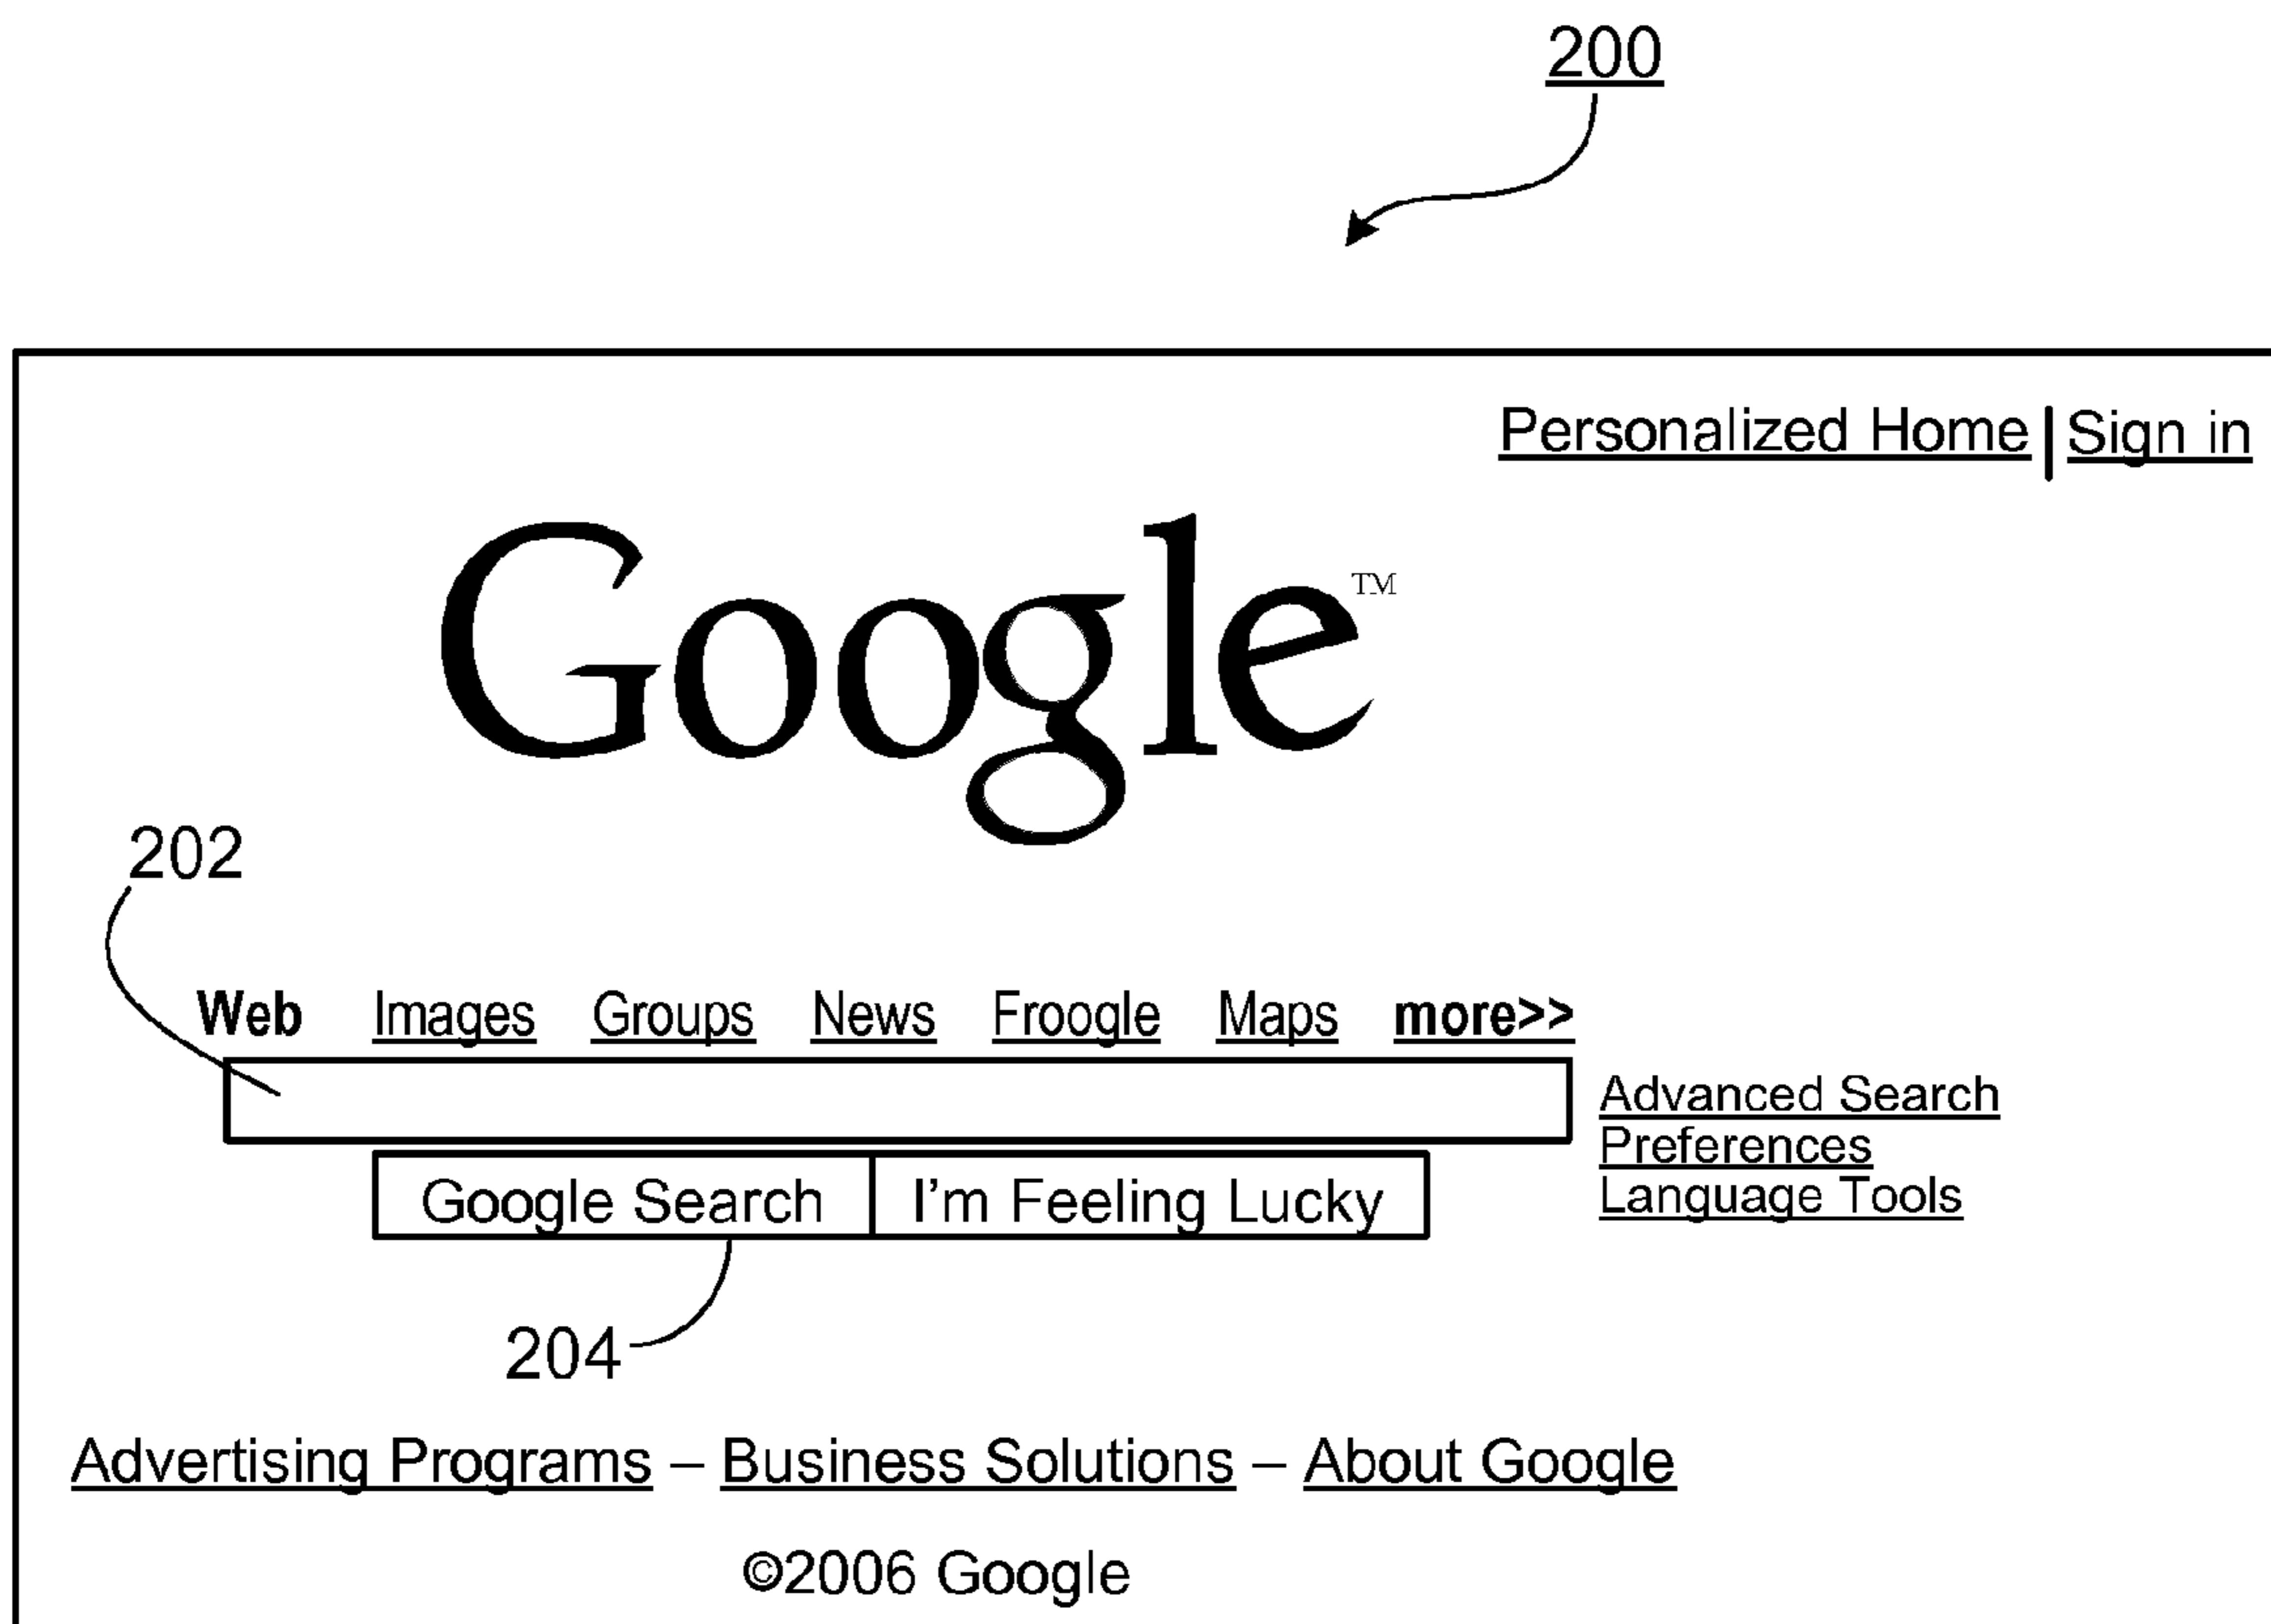 200
Personalized Home | Sign in
Google™
202
Web Images Groups News Froogle Maps more>>
Advanced Search
Preferences
Language Tools
Google Search I'm Feeling Lucky
204
Advertising Programs – Business Solutions – About Google
©2006 Google